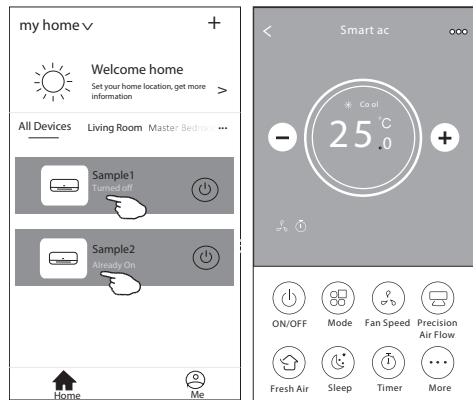 my home
Welcome home
Set your home location, get more
information
All Devices Living Room Master Bedroom
Sample1
Turned off
Sample2
Already On
Home
Me
Smart ac
Cool
25.0
°C
ON/OFF Mode Fan Speed Precision
Air Flow
Fresh Air Sleep Timer More